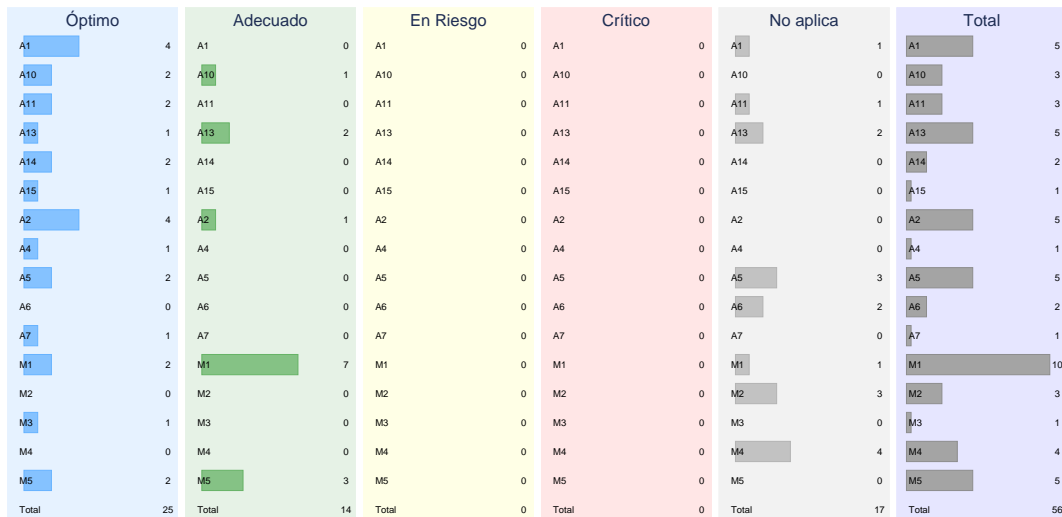 Óptimo Adecuado En Riesgo Crítico No aplica Total
A1 4 A1 0 A1 0 A1 0 A1 1 A1 5
A10 2 A10 1 A10 0 A10 0 A10 0 A10 3
A11 2 A11 0 A11 0 A11 0 A11 1 A11 3
A13 1 A13 2 A13 0 A13 0 A13 2 A13 5
A14 2 A14 0 A14 0 A14 0 A14 0 A14 2
A15 1 A15 0 A15 0 A15 0 A15 0 A15 1
A2 4 A2 1 A2 0 A2 0 A2 0 A2 5
A4 1 A4 0 A4 0 A4 0 A4 0 A4 1
A5 2 A5 0 A5 0 A5 0 A5 3 A5 5
A6 0 A6 0 A6 0 A6 0 A6 2 A6 2
A7 1 A7 0 A7 0 A7 0 A7 0 A7 1
M1 2 M1 7 M1 0 M1 0 M1 1 M1 10
M2 0 M2 0 M2 0 M2 0 M2 3 M2 3
M3 1 M3 0 M3 0 M3 0 M3 0 M3 1
M4 0 M4 0 M4 0 M4 0 M4 4 M4 4
M5 2 M5 3 M5 0 M5 0 M5 0 M5 5
Total 25 Total 14 Total 0 Total 0 Total 17 Total 56